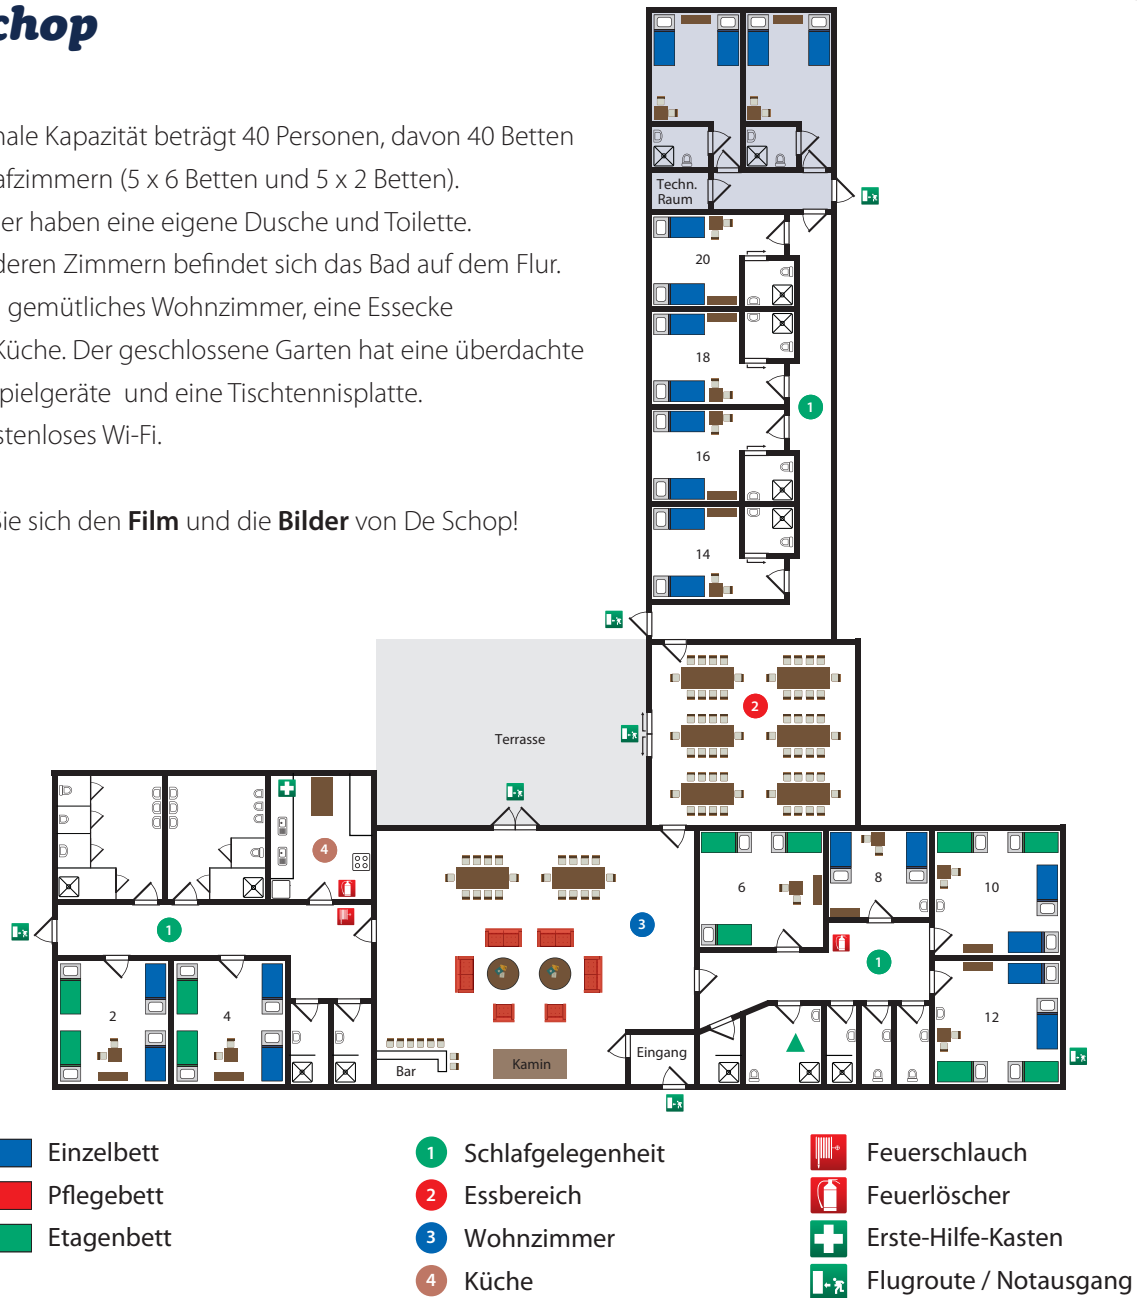 chop
nale Kapazität beträgt 40 Personen, davon 40 Betten
afzimmern (5 x 6 Betten und 5 x 2 Betten).
er haben eine eigene Dusche und Toilette.
deren Zimmern befindet sich das Bad auf dem Flur.
gemütliches Wohnzimmer, eine Essecke
Küche. Der geschlossene Garten hat eine überdachte
pielgeräte und eine Tischtennisplatte.
stenloses Wi-Fi.
Sie sich den Film und die Bilder von De Schop!
Techn.
Raum
20
18
1
16
14
2
Terrasse
4
3
6
8
10
1
1
2
4
12
Eingang
Bar
Kamin
Einzelbett
Pflegebett
Etagenbett
1 Schlafgelegenheit
2 Essbereich
3 Wohnzimmer
4 Küche
Feuerschlauch
Feuerlöscher
Erste-Hilfe-Kasten
Flugroute / Notausgang